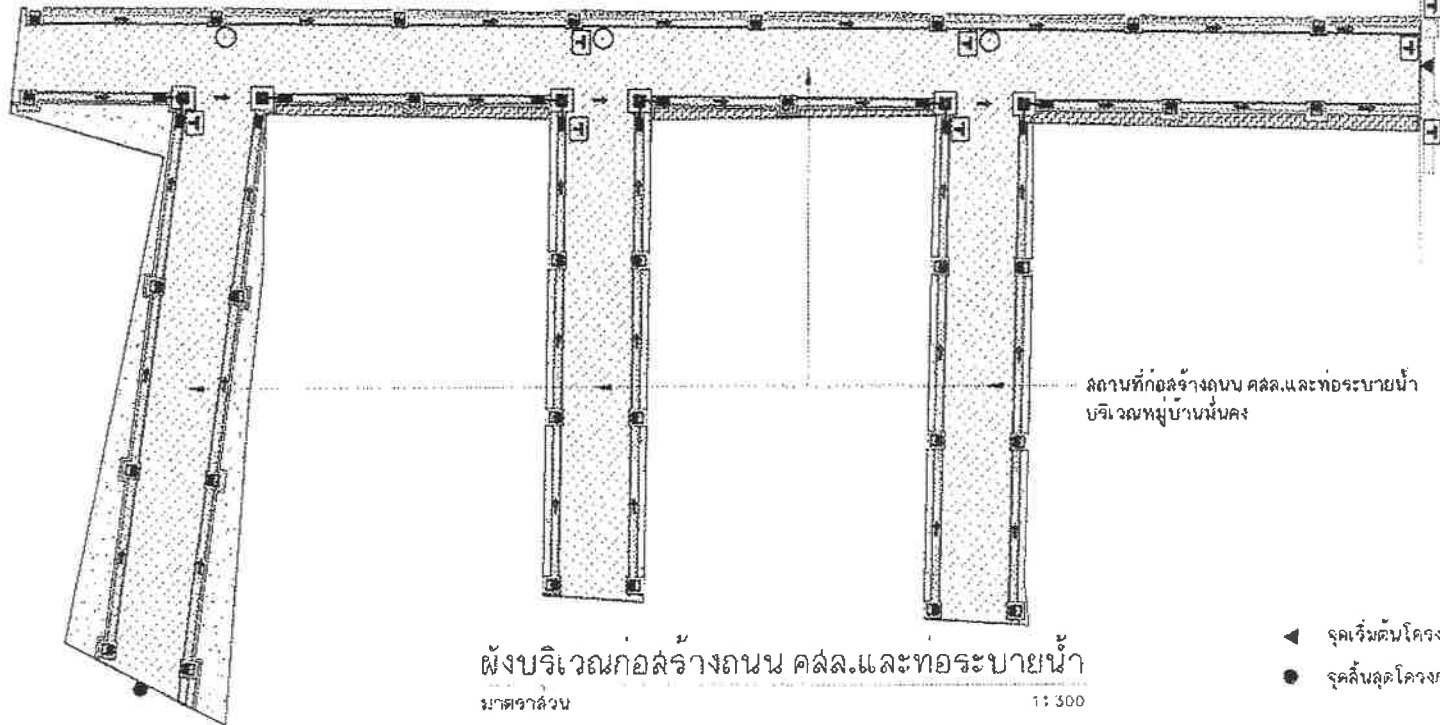 สถานที่ก่อสร้างถนน คสล.และท่อระบายน้ำ
บริเวณหมู่บ้านมั่นคง
ผังบริเวณก่อสร้างถนน คสล.และท่อระบายน้ำ
มาตราส่วน 1:300
จุดเริ่มต้นโครง
จุดสิ้นสุดโครงก